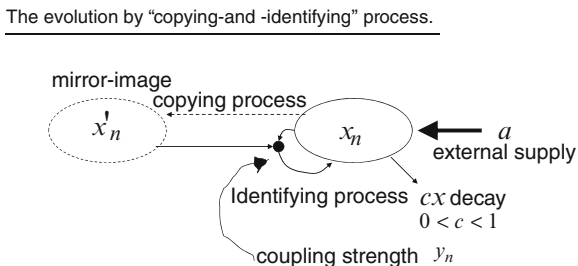 The evolution by “copying-and -identifying” process.
mirror-image
copying process
x'n
xn
a
external supply
Identifying process
cx decay
0 < c < 1
coupling strength yn